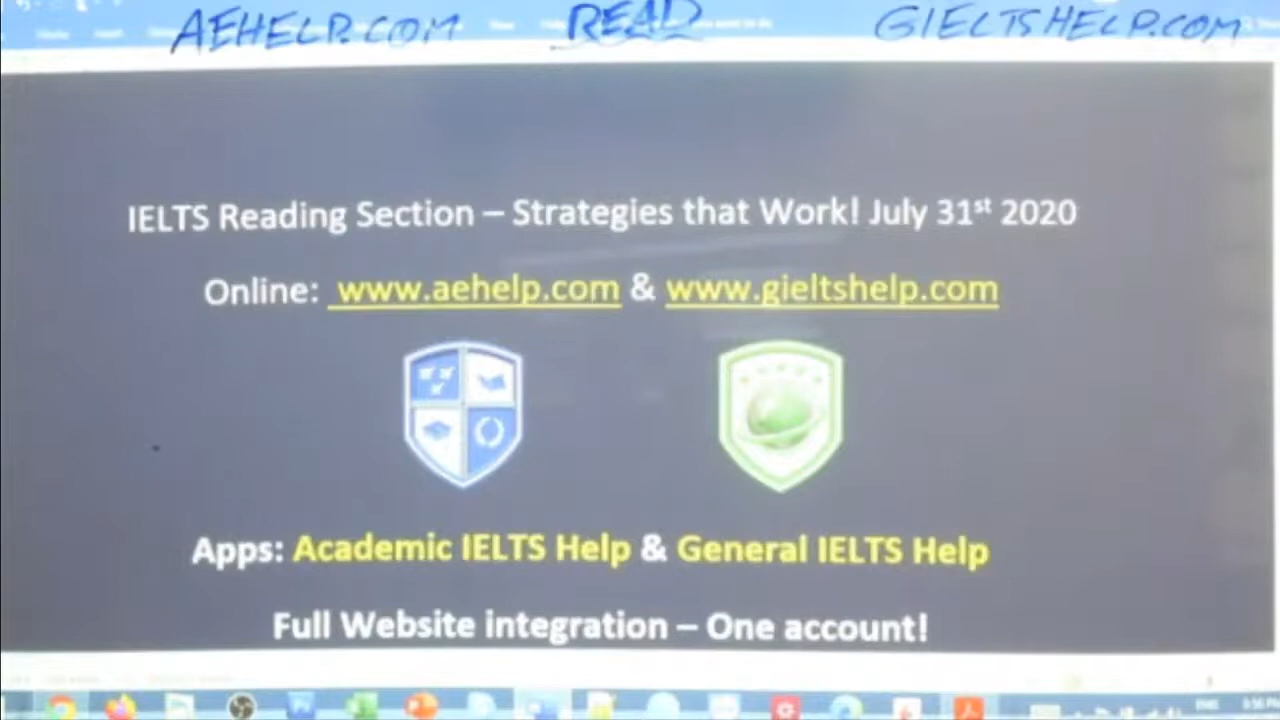 AEHELP.COM READ GIELTSHELP.COM
IELTS Reading Section – Strategies that Work! July 31st 2020
Online: www.aehelp.com & www.gieltshelp.com
Apps: Academic IELTS Help & General IELTS Help
Full Website integration – One account!